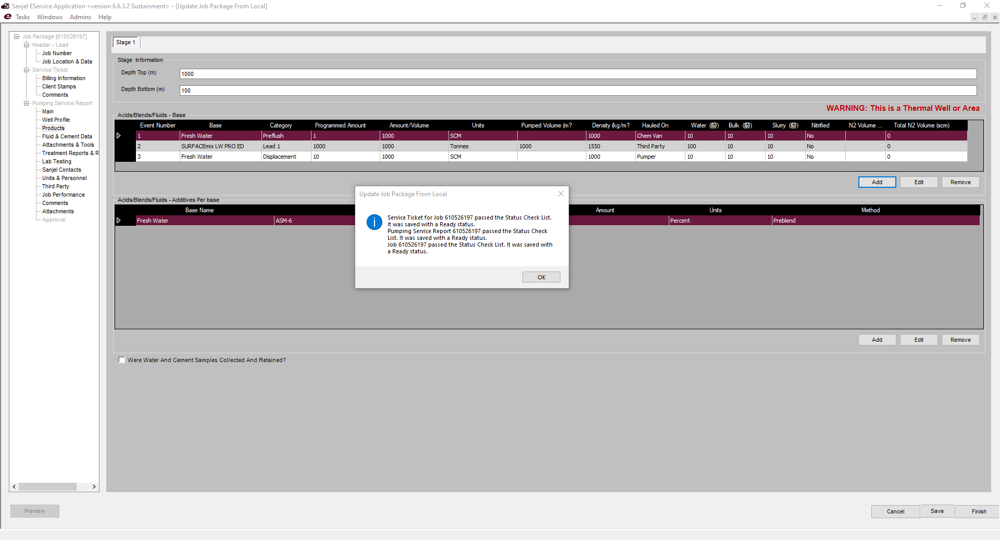 Sanjel EService Application <version 6.6.3.2 Sustainment> - [Update Job Package From Local]
Tasks Windows Admins Help
Job Package [610526197]
Header - Lead
Job Number
Job Location & Data
Service Ticket
Billing Information
Client Stamps
Comments
Pumping Service Report
Main
Well Profile
Products
Fluid & Cement Data
Attachments & Tools
Treatment Reports & R
Lab Testing
Sanjel Contacts
Units & Personnel
Third Party
Job Performance
Comments
Attachments
Approval
Stage 1
Stage Information
Depth Top (m) 1000
Depth Bottom (m) 100
WARNING: This is a Thermal Well or Area
Acids/Blends/Fluids - Base
Event Number Base Category Programmed Amount Amount/Volume Units Pumped Volume (m? Density (kg/m? Hauled On Water Bulk Slurry Nitrified N2 Volume ... Total N2 Volume (scm)
1 Fresh Water Preflush 1 1000 SCM 1000 Chem Van 10 10 10 No 0
2 SURFACEmix LW PRO ED Lead 1 1000 1000 Tonnes 1000 1550 Third Party 100 10 10 No 0
3 Fresh Water Displacement 10 1000 SCM 1000 Pumper 10 10 10 No 0
Add Edit Remove
Acids/Blends/Fluids - Additives Per base
Base Name Amount Units Method
Fresh Water ASM-6 Percent Preblend
Update Job Package From Local
Service Ticket for Job 610526197 passed the Status Check List.
It was saved with a Ready status.
Pumping Service Report 610526197 passed the Status Check
List. It was saved with a Ready status.
Job 610526197 passed the Status Check List. It was saved with
a Ready status.
OK
Add Edit Remove
Were Water And Cement Samples Collected And Retained?
Preview Cancel Save Finish